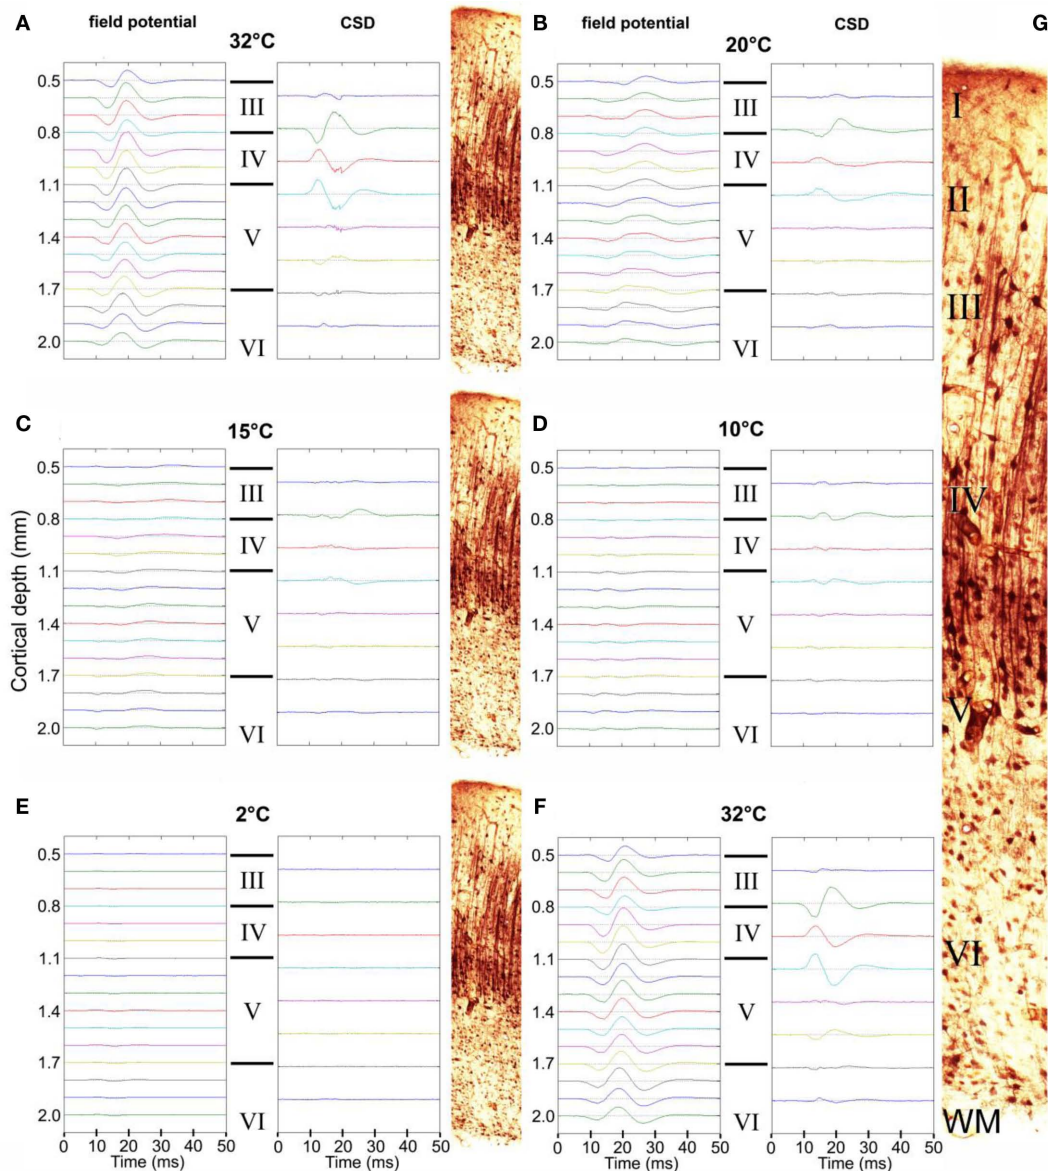 A field potential CSD
32°C
0.5
III
0.8
IV
1.1
V
1.4
1.7
VI
2.0
B field potential CSD
20°C
0.5
III
0.8
IV
1.1
V
1.4
1.7
VI
2.0
C
15°C
0.5
III
0.8
IV
1.1
V
1.4
1.7
VI
2.0
D
10°C
0.5
III
0.8
IV
1.1
V
1.4
1.7
VI
2.0
Cortical depth (mm)
E
2°C
0.5
III
0.8
IV
1.1
V
1.4
1.7
VI
2.0
0 10 20 30 40 50 0 10 20 30 40 50
Time (ms) Time (ms)
F
32°C
0.5
III
0.8
IV
1.1
V
1.4
1.7
VI
2.0
0 10 20 30 40 50 0 10 20 30 40 50
Time (ms) Time (ms)
G
I
II
III
IV
V
VI
WM